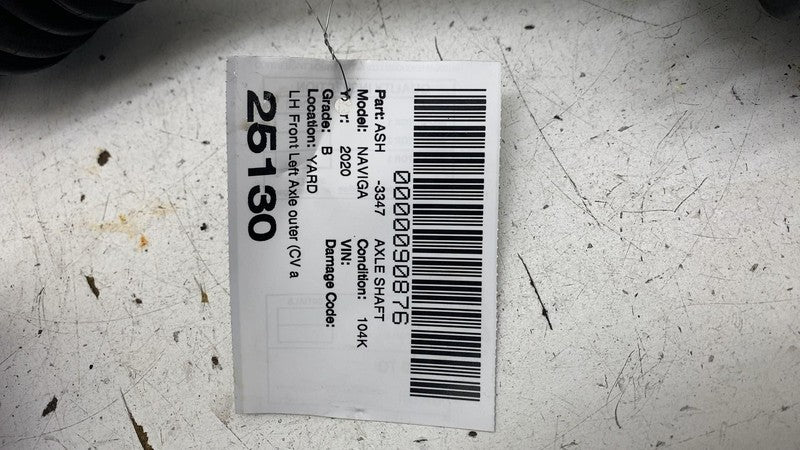 0000090876
Part: ASH -3347 AXLE SHAFT
Model: NAVIGA Condition: 104K
r: 2020 VIN:
Grade: B Damage Code:
Location: YARD
LH Front Left Axle outer (CV a
25130